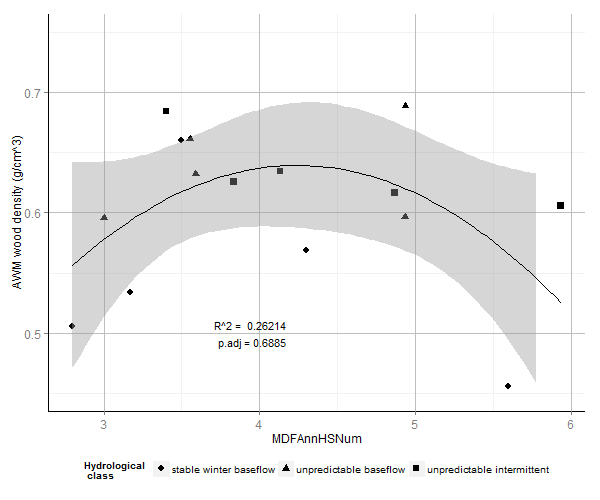 AWM wood density (g/cm^3)
0.7
0.6
0.5
R^2 = 0.26214
p.adj = 0.6885
3 4 5 6
MDFAnnHSNum
Hydrological
class
stable winter baseflow
unpredictable baseflow
unpredictable intermittent